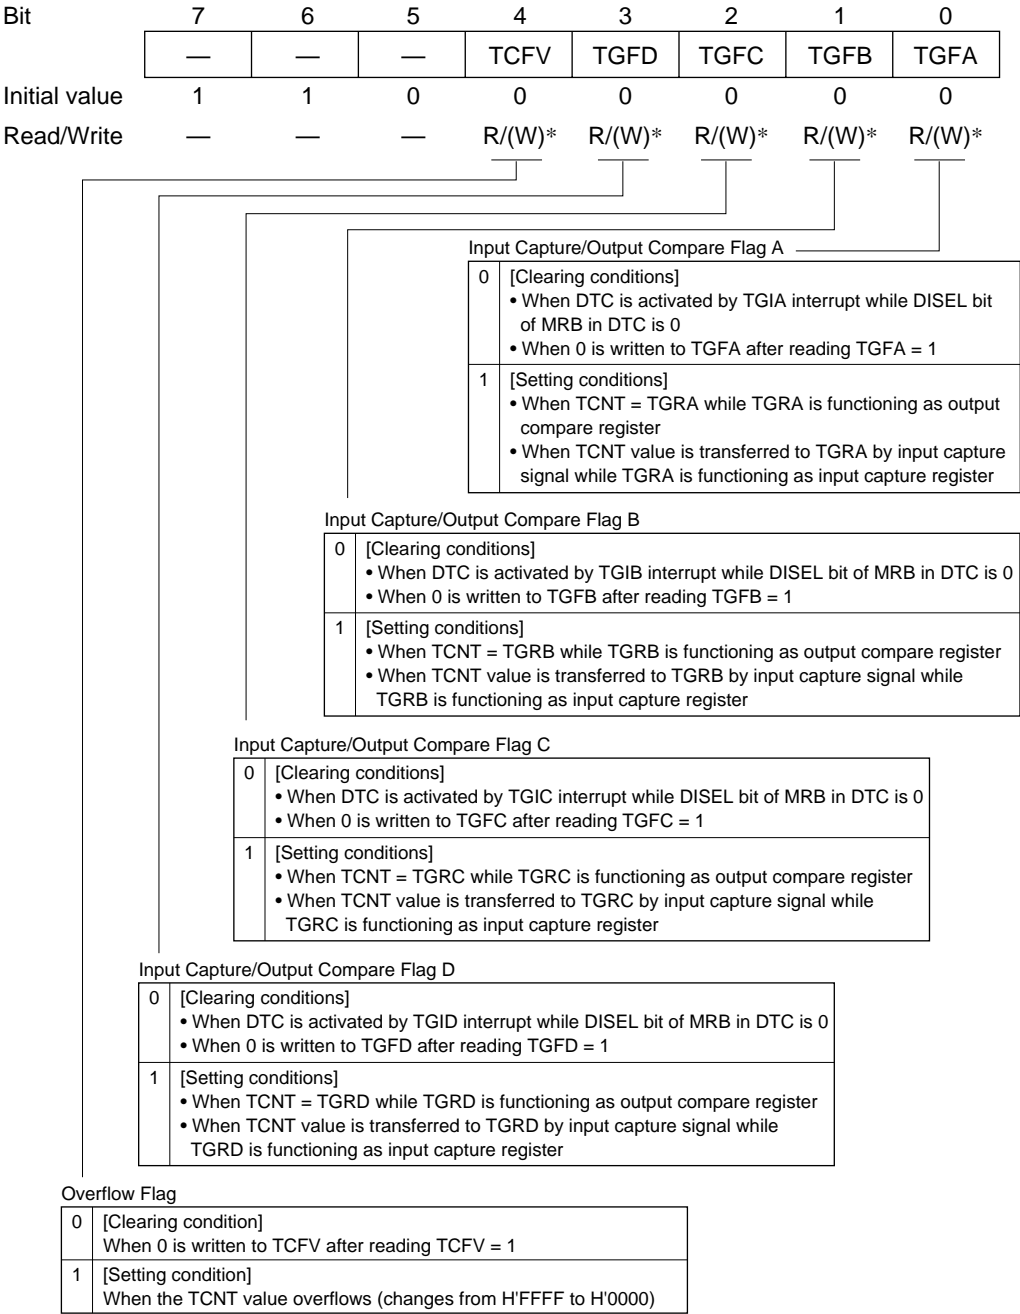 Bit 7 6 5 4 3 2 1 0
— — — TCFV TGFD TGFC TGFB TGFA
Initial value 1 1 0 0 0 0 0 0
Read/Write — — — R/(W)* R/(W)* R/(W)* R/(W)* R/(W)*
Input Capture/Output Compare Flag A
0 [Clearing conditions]
• When DTC is activated by TGIA interrupt while DISEL bit
of MRB in DTC is 0
• When 0 is written to TGFA after reading TGFA = 1
1 [Setting conditions]
• When TCNT = TGRA while TGRA is functioning as output
compare register
• When TCNT value is transferred to TGRA by input capture
signal while TGRA is functioning as input capture register
Input Capture/Output Compare Flag B
0 [Clearing conditions]
• When DTC is activated by TGIB interrupt while DISEL bit of MRB in DTC is 0
• When 0 is written to TGFB after reading TGFB = 1
1 [Setting conditions]
• When TCNT = TGRB while TGRB is functioning as output compare register
• When TCNT value is transferred to TGRB by input capture signal while
TGRB is functioning as input capture register
Input Capture/Output Compare Flag C
0 [Clearing conditions]
• When DTC is activated by TGIC interrupt while DISEL bit of MRB in DTC is 0
• When 0 is written to TGFC after reading TGFC = 1
1 [Setting conditions]
• When TCNT = TGRC while TGRC is functioning as output compare register
• When TCNT value is transferred to TGRC by input capture signal while
TGRC is functioning as input capture register
Input Capture/Output Compare Flag D
0 [Clearing conditions]
• When DTC is activated by TGID interrupt while DISEL bit of MRB in DTC is 0
• When 0 is written to TGFD after reading TGFD = 1
1 [Setting conditions]
• When TCNT = TGRD while TGRD is functioning as output compare register
• When TCNT value is transferred to TGRD by input capture signal while
TGRD is functioning as input capture register
Overflow Flag
0 [Clearing condition]
When 0 is written to TCFV after reading TCFV = 1
1 [Setting condition]
When the TCNT value overflows (changes from H'FFFF to H'0000)